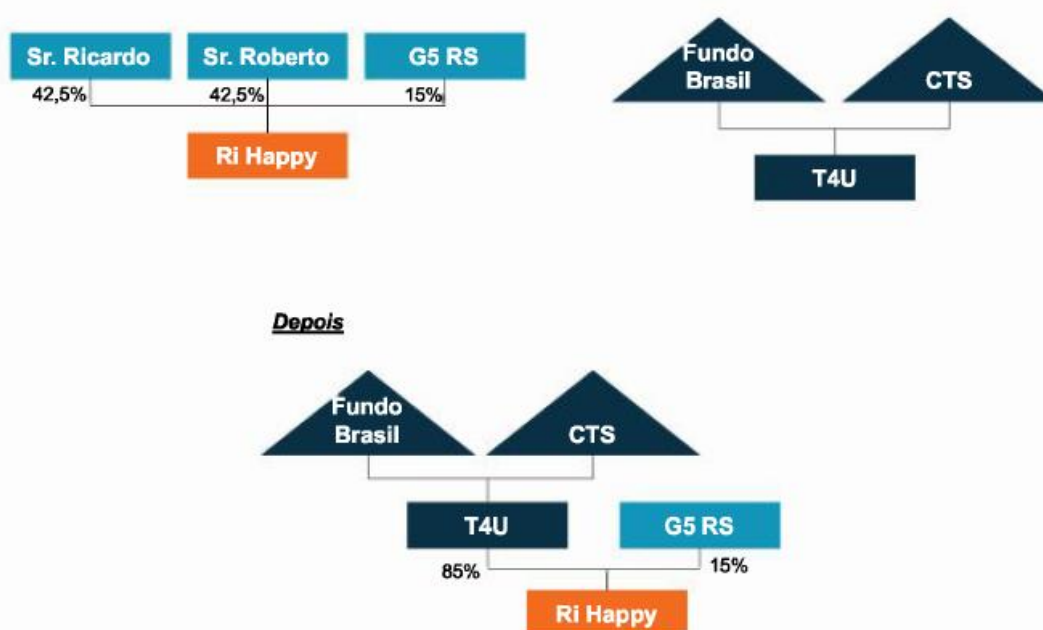 Sr. Ricardo
Sr. Roberto
G5 RS
42,5%
42,5%
15%
Ri Happy
Fundo
Brasil
CTS
T4U
Depois
Fundo
Brasil
CTS
T4U
G5 RS
85%
15%
Ri Happy